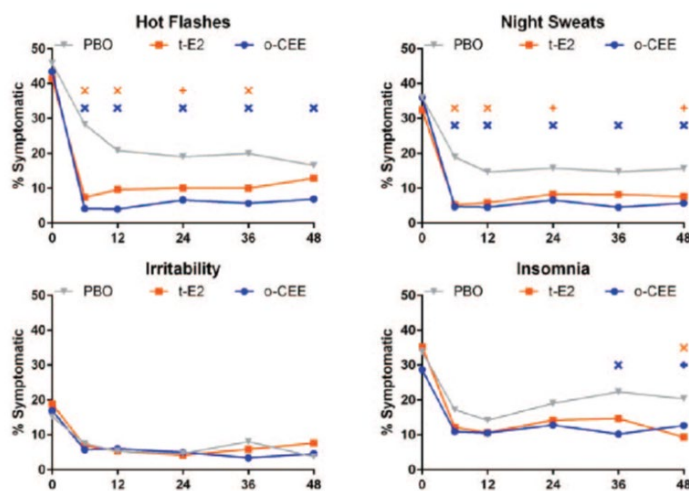 Hot Flashes
PBO t-E2 o-CEE
% Symptomatic
50
40
30
20
10
0
0 12 24 36 48
Night Sweats
PBO t-E2 o-CEE
% Symptomatic
50
40
30
20
10
0
0 12 24 36 48
Irritability
PBO t-E2 o-CEE
% Symptomatic
50
40
30
20
10
0
0 12 24 36 48
Insomnia
PBO t-E2 o-CEE
% Symptomatic
50
40
30
20
10
0
0 12 24 36 48